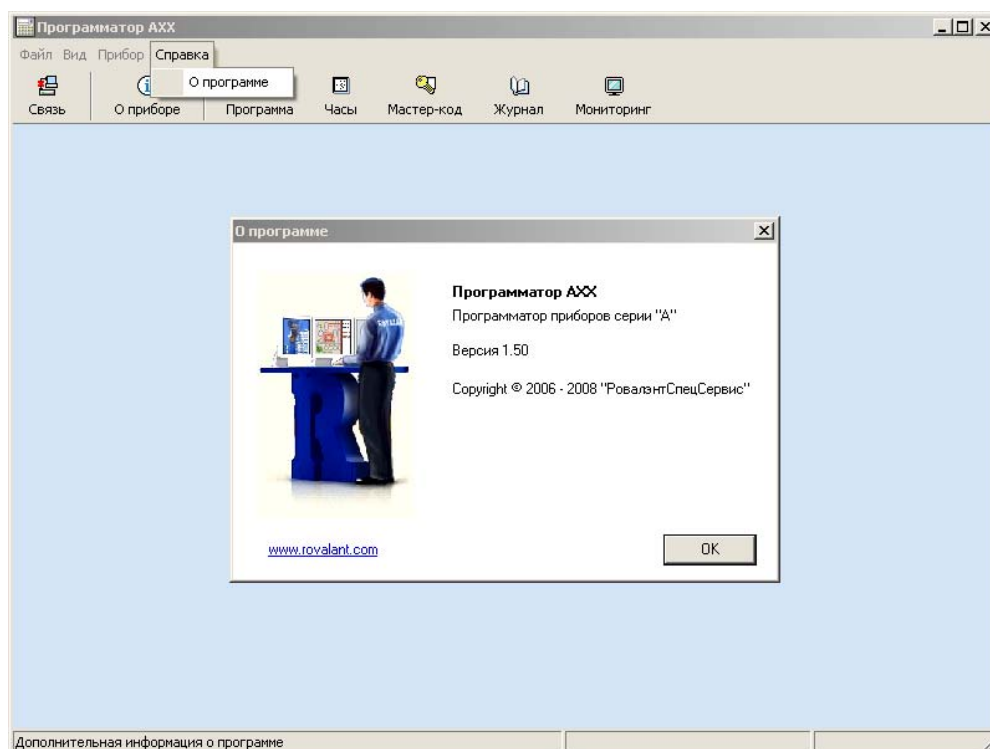 Программатор АХХ
Файл Вид Прибор Справка
О программе
Связь О приборе Программа Часы Мастер-код Журнал Мониторинг
О программе
Программатор АХХ
Программатор приборов серии "А"
Версия 1.50
Copyright © 2006 - 2008 "РовалэнтСпецСервис"
www.rovalant.com
OK
Дополнительная информация о программе